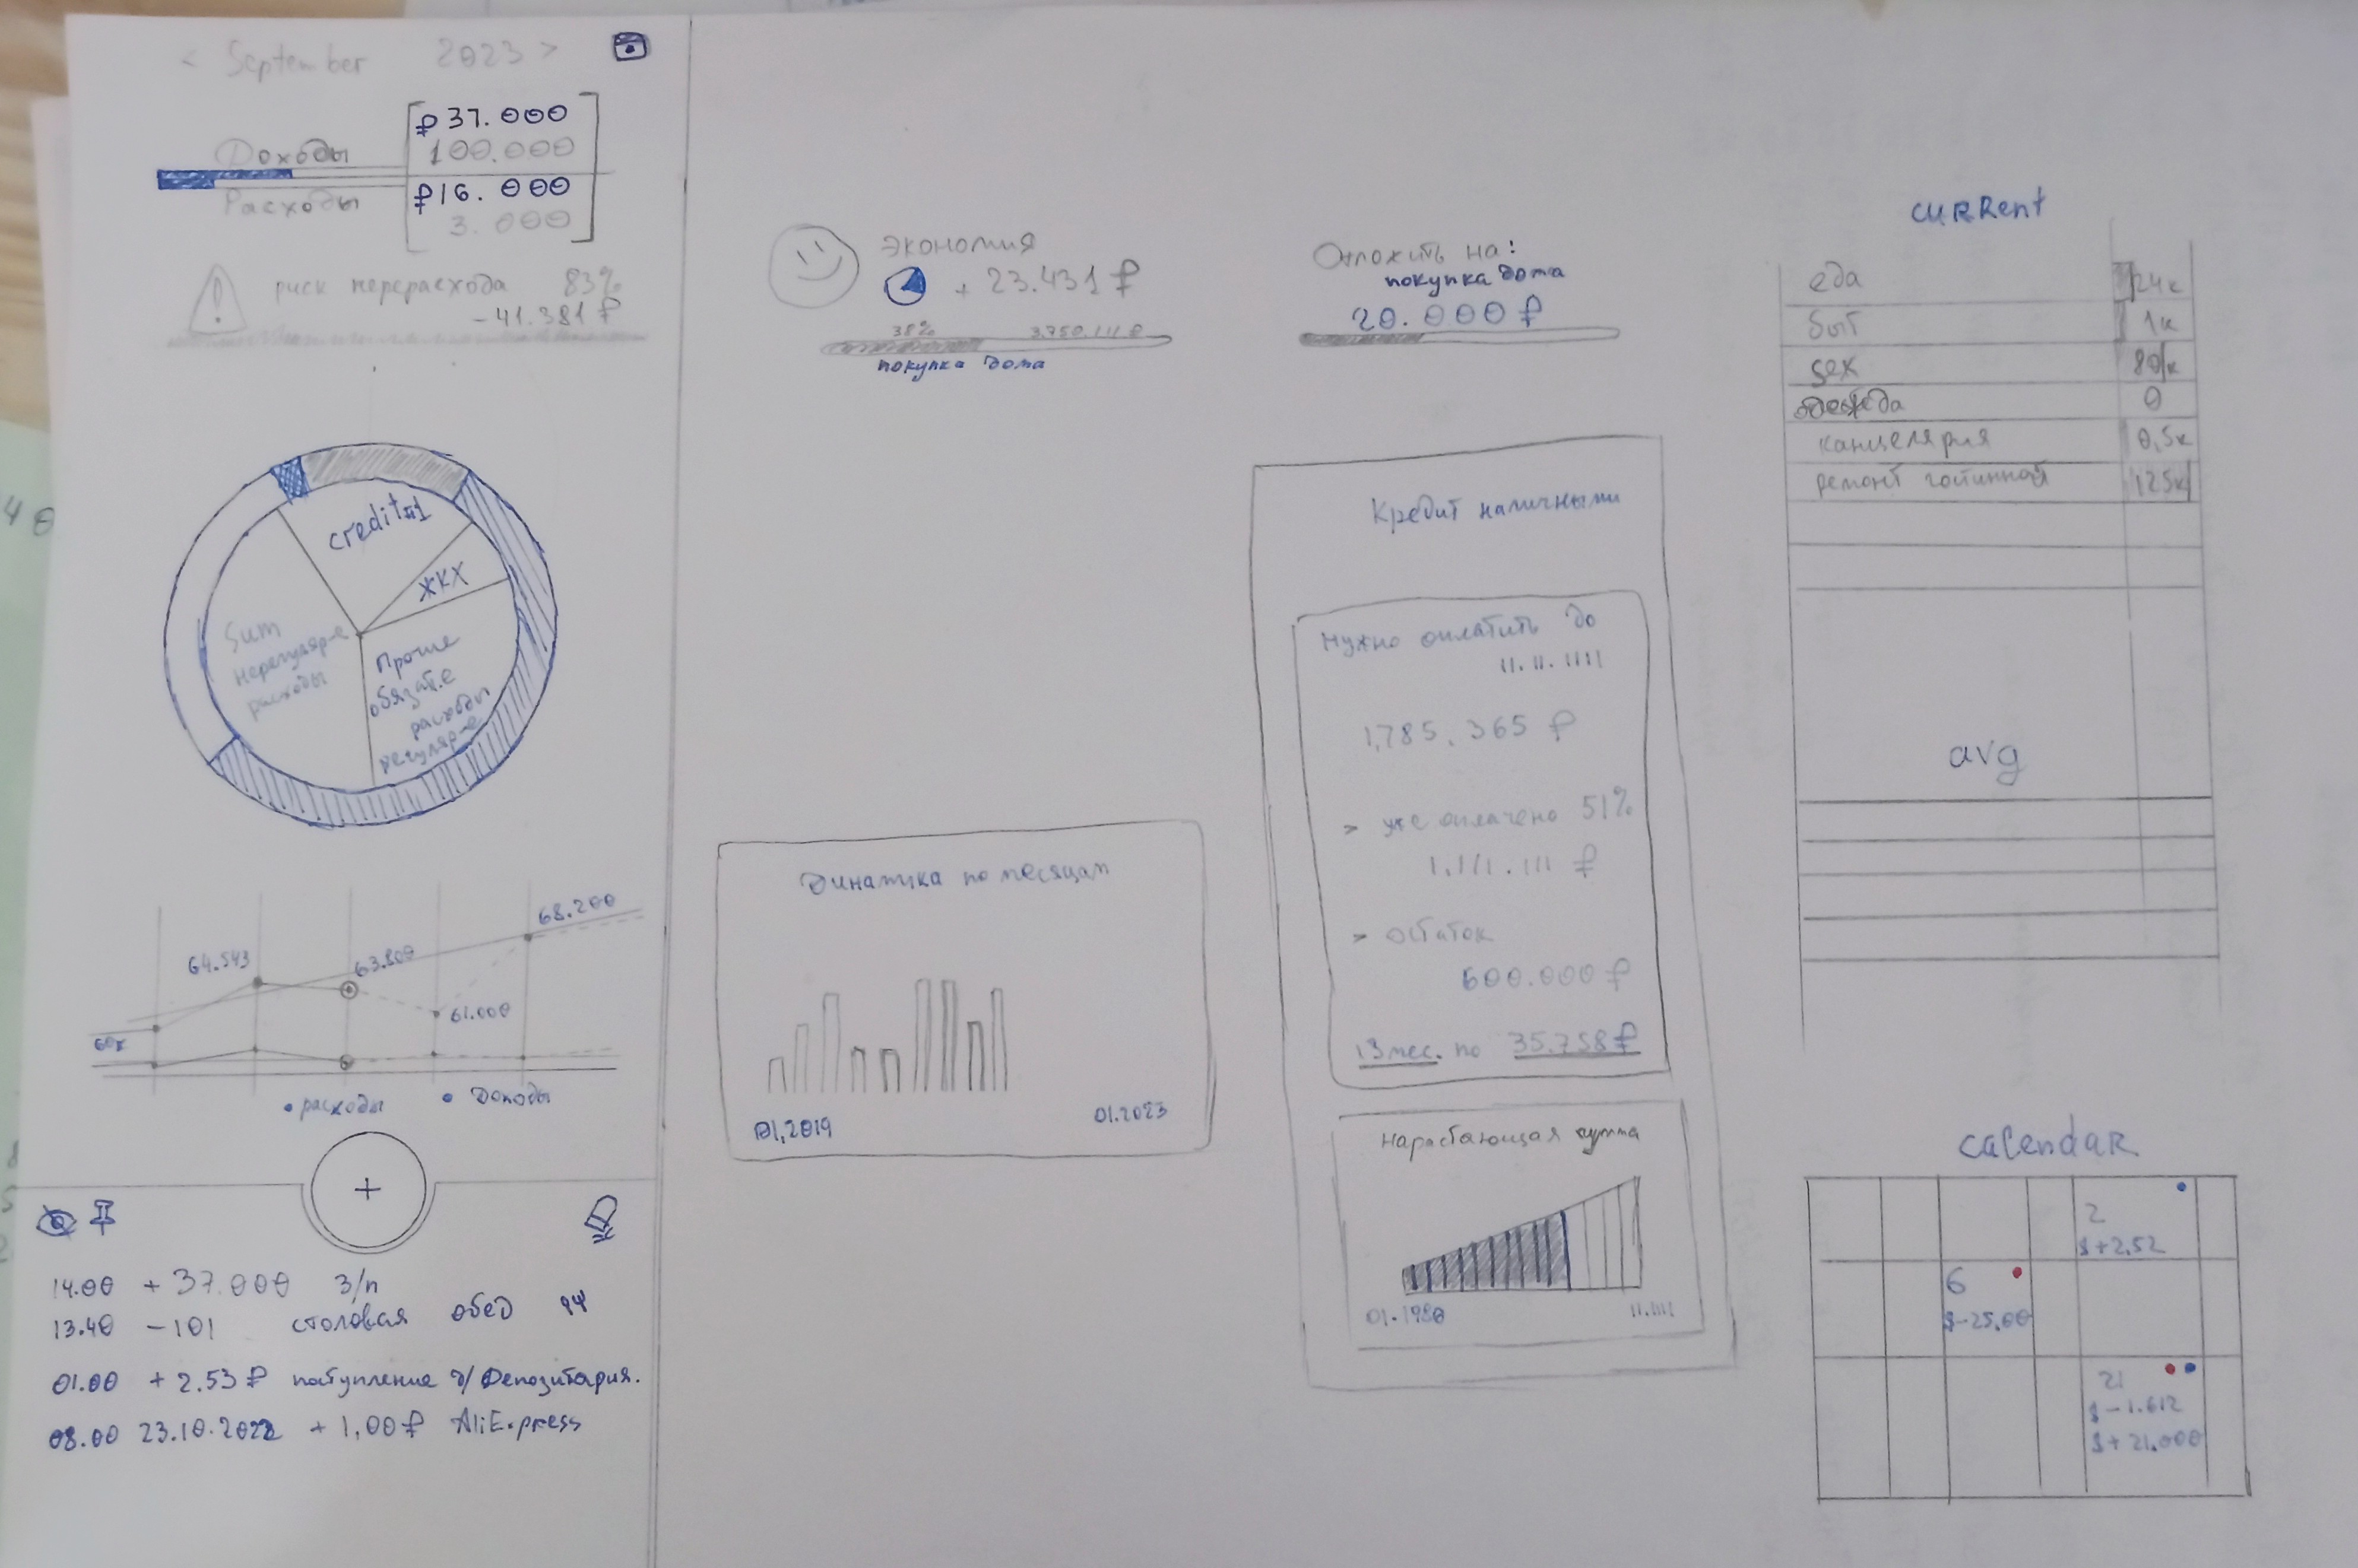 < September 2023 >
₽ 37.000
Доходы 100.000
₽16. 000
Расходы
3. 000
риск перерасхода 83%
-41.381 ₽
credit#1
ЖКХ
Sum
нерегулярн-е
расходы
Прочие
обязат.е
расходы
регулярн-е
68.200
64.543
63.800
61.000
60к
• расходы • Доходы
+
14.00 + 37.000 З/п
13.40 - 101 столовая обед
01.00 + 2.53 ₽ поступление Депозитария.
08.00 23.10.2022 + 1,00 ₽ AliExpress
экономия
+ 23.431 ₽
38% 3.750.111 ₽
покупка дома
Отложить на:
покупка дома
20.000 ₽
Динамика по месяцам
01.2019 01.2023
Кредит наличными
Нужно оплатить до
11.11.1111
1,785.365 ₽
> уже оплачено 51%
1.111.111 ₽
> остаток
600.000 ₽
13 мес. по 35.758 ₽
Нарастающая сумма
01.1980 11.1111
current
еда 24к
быт 1к
sex 80к
одежда 0
канцелярия 0,5к
ремонт гостинной 125к
avg
calendar
2
$+2.52
6
$-25.00
21
$-1.612
$+21.000